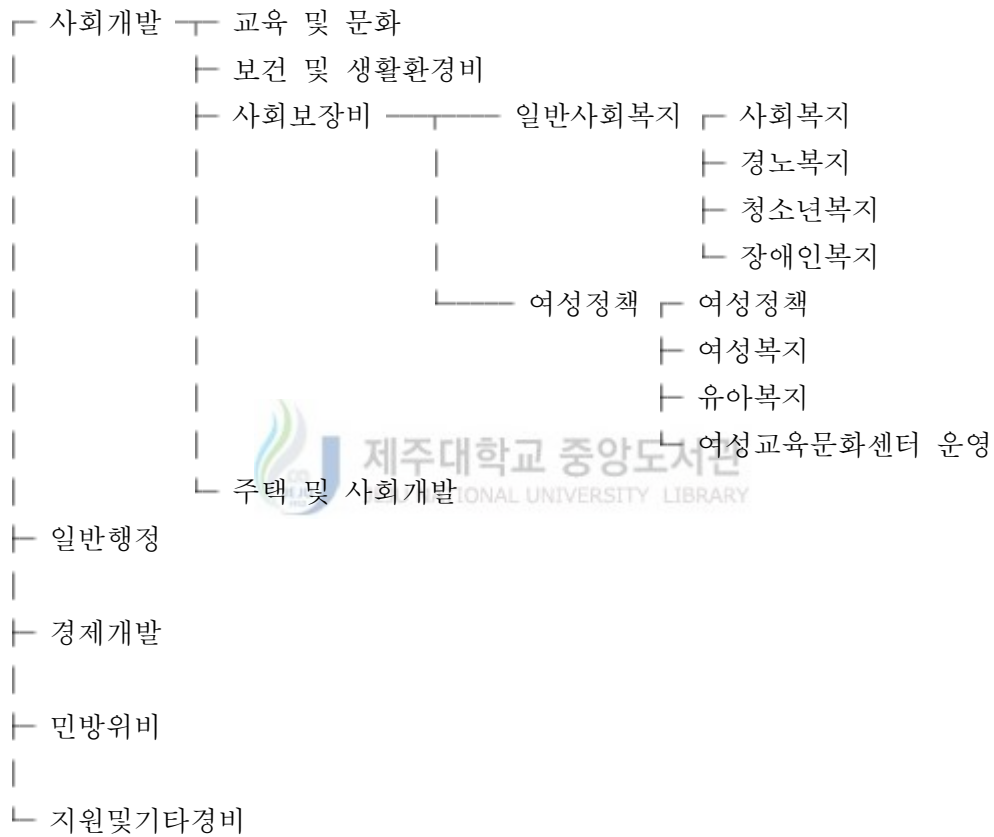 사회개발 교육 및 문화
보건 및 생활환경비
사회보장비 일반사회복지 사회복지
경노복지
청소년복지
장애인복지
여성정책 여성정책
여성복지
유아복지
여성교육문화센터 운영
제주대학교 중앙도서관
주택 및 사회개발
NATIONAL UNIVERSITY LIBRARY
일반행정
경제개발
민방위비
지원및기타경비